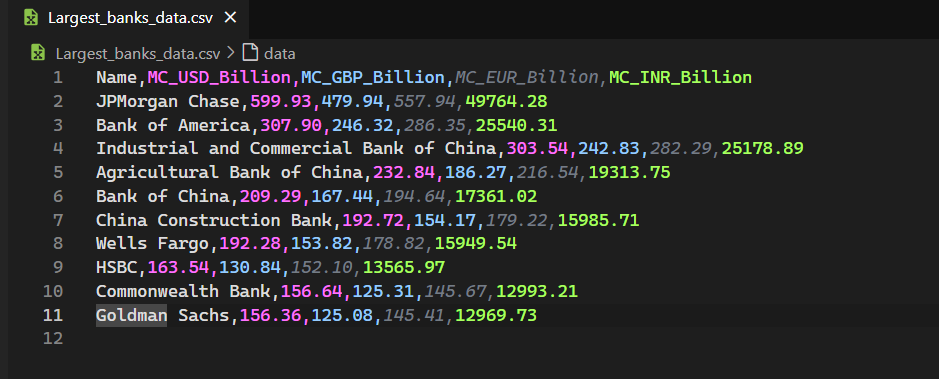 Largest_banks_data.csv
Largest_banks_data.csv > data
1 Name,MC_USD_Billion,MC_GBP_Billion,MC_EUR_Billion,MC_INR_Billion
2 JPMorgan Chase,599.93,479.94,557.94,49764.28
3 Bank of America,307.90,246.32,286.35,25540.31
4 Industrial and Commercial Bank of China,303.54,242.83,282.29,25178.89
5 Agricultural Bank of China,232.84,186.27,216.54,19313.75
6 Bank of China,209.29,167.44,194.64,17361.02
7 China Construction Bank,192.72,154.17,179.22,15985.71
8 Wells Fargo,192.28,153.82,178.82,15949.54
9 HSBC,163.54,130.84,152.10,13565.97
10 Commonwealth Bank,156.64,125.31,145.67,12993.21
11 Goldman Sachs,156.36,125.08,145.41,12969.73
12